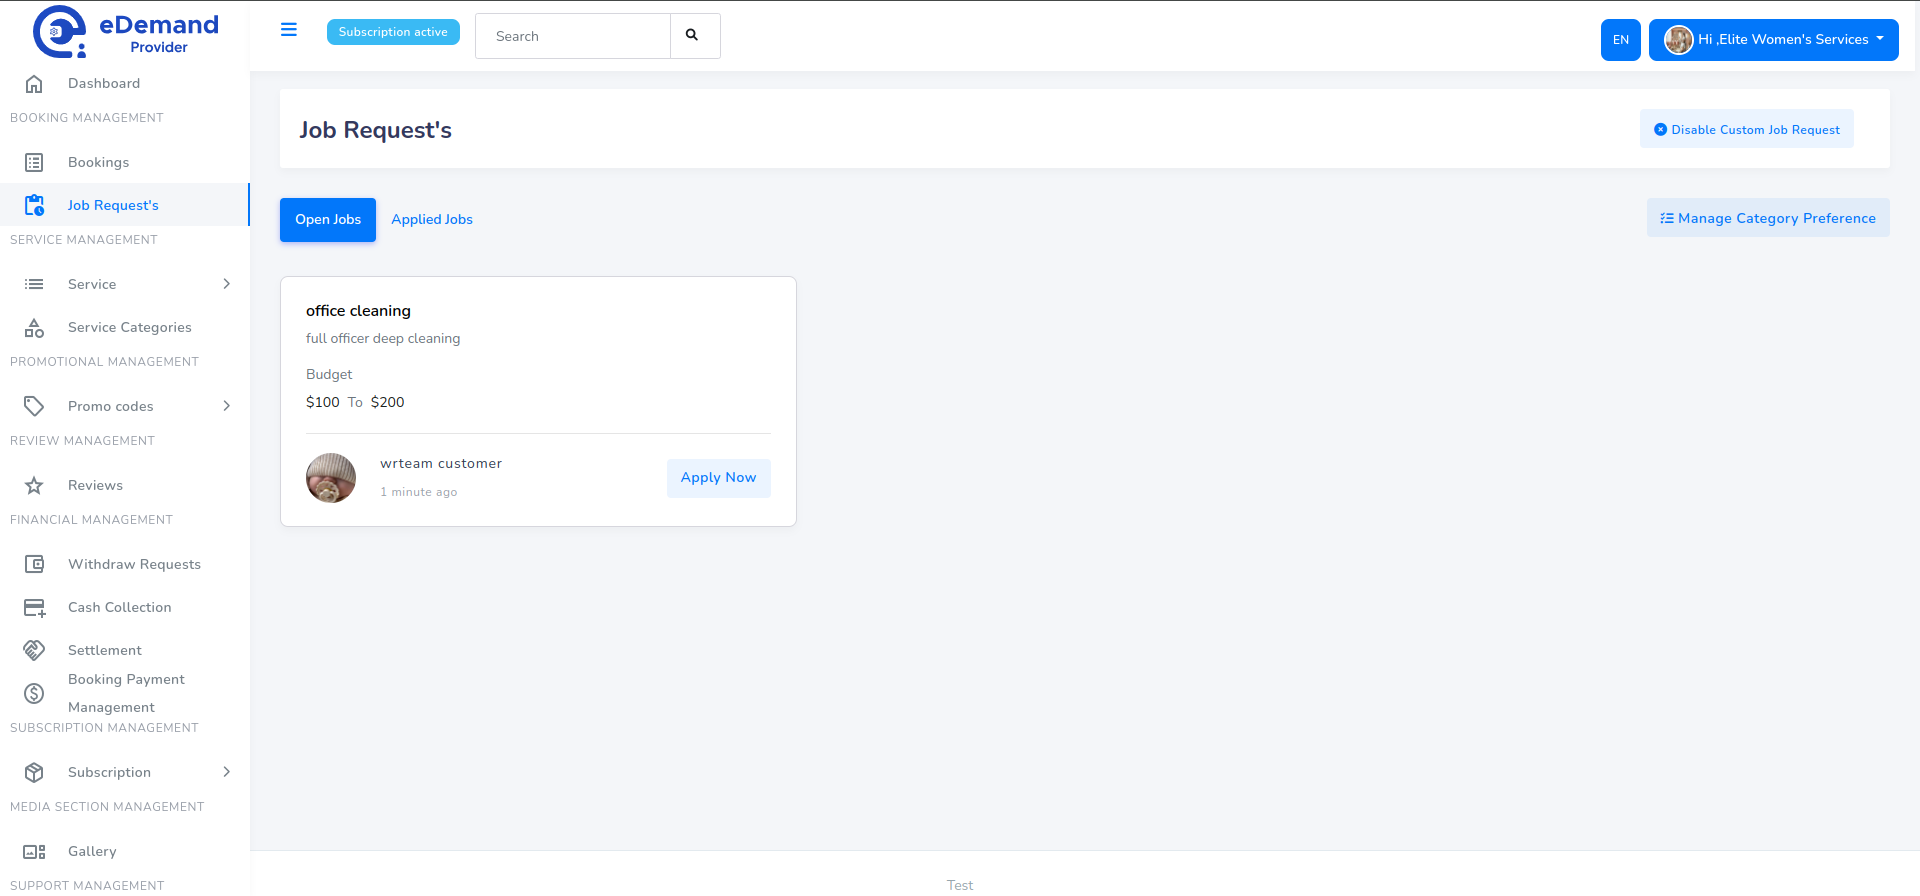 eDemand
Provider
Subscription active
Search
EN
Hi ,Elite Women's Services
Dashboard
BOOKING MANAGEMENT
Bookings
Job Request's
SERVICE MANAGEMENT
Service
Service Categories
PROMOTIONAL MANAGEMENT
Promo codes
REVIEW MANAGEMENT
Reviews
FINANCIAL MANAGEMENT
Withdraw Requests
Cash Collection
Settlement
Booking Payment
Management
SUBSCRIPTION MANAGEMENT
Subscription
MEDIA SECTION MANAGEMENT
Gallery
SUPPORT MANAGEMENT
Job Request's
Disable Custom Job Request
Open Jobs
Applied Jobs
Manage Category Preference
office cleaning
full officer deep cleaning
Budget
$100 To $200
wrteam customer
1 minute ago
Apply Now
Test